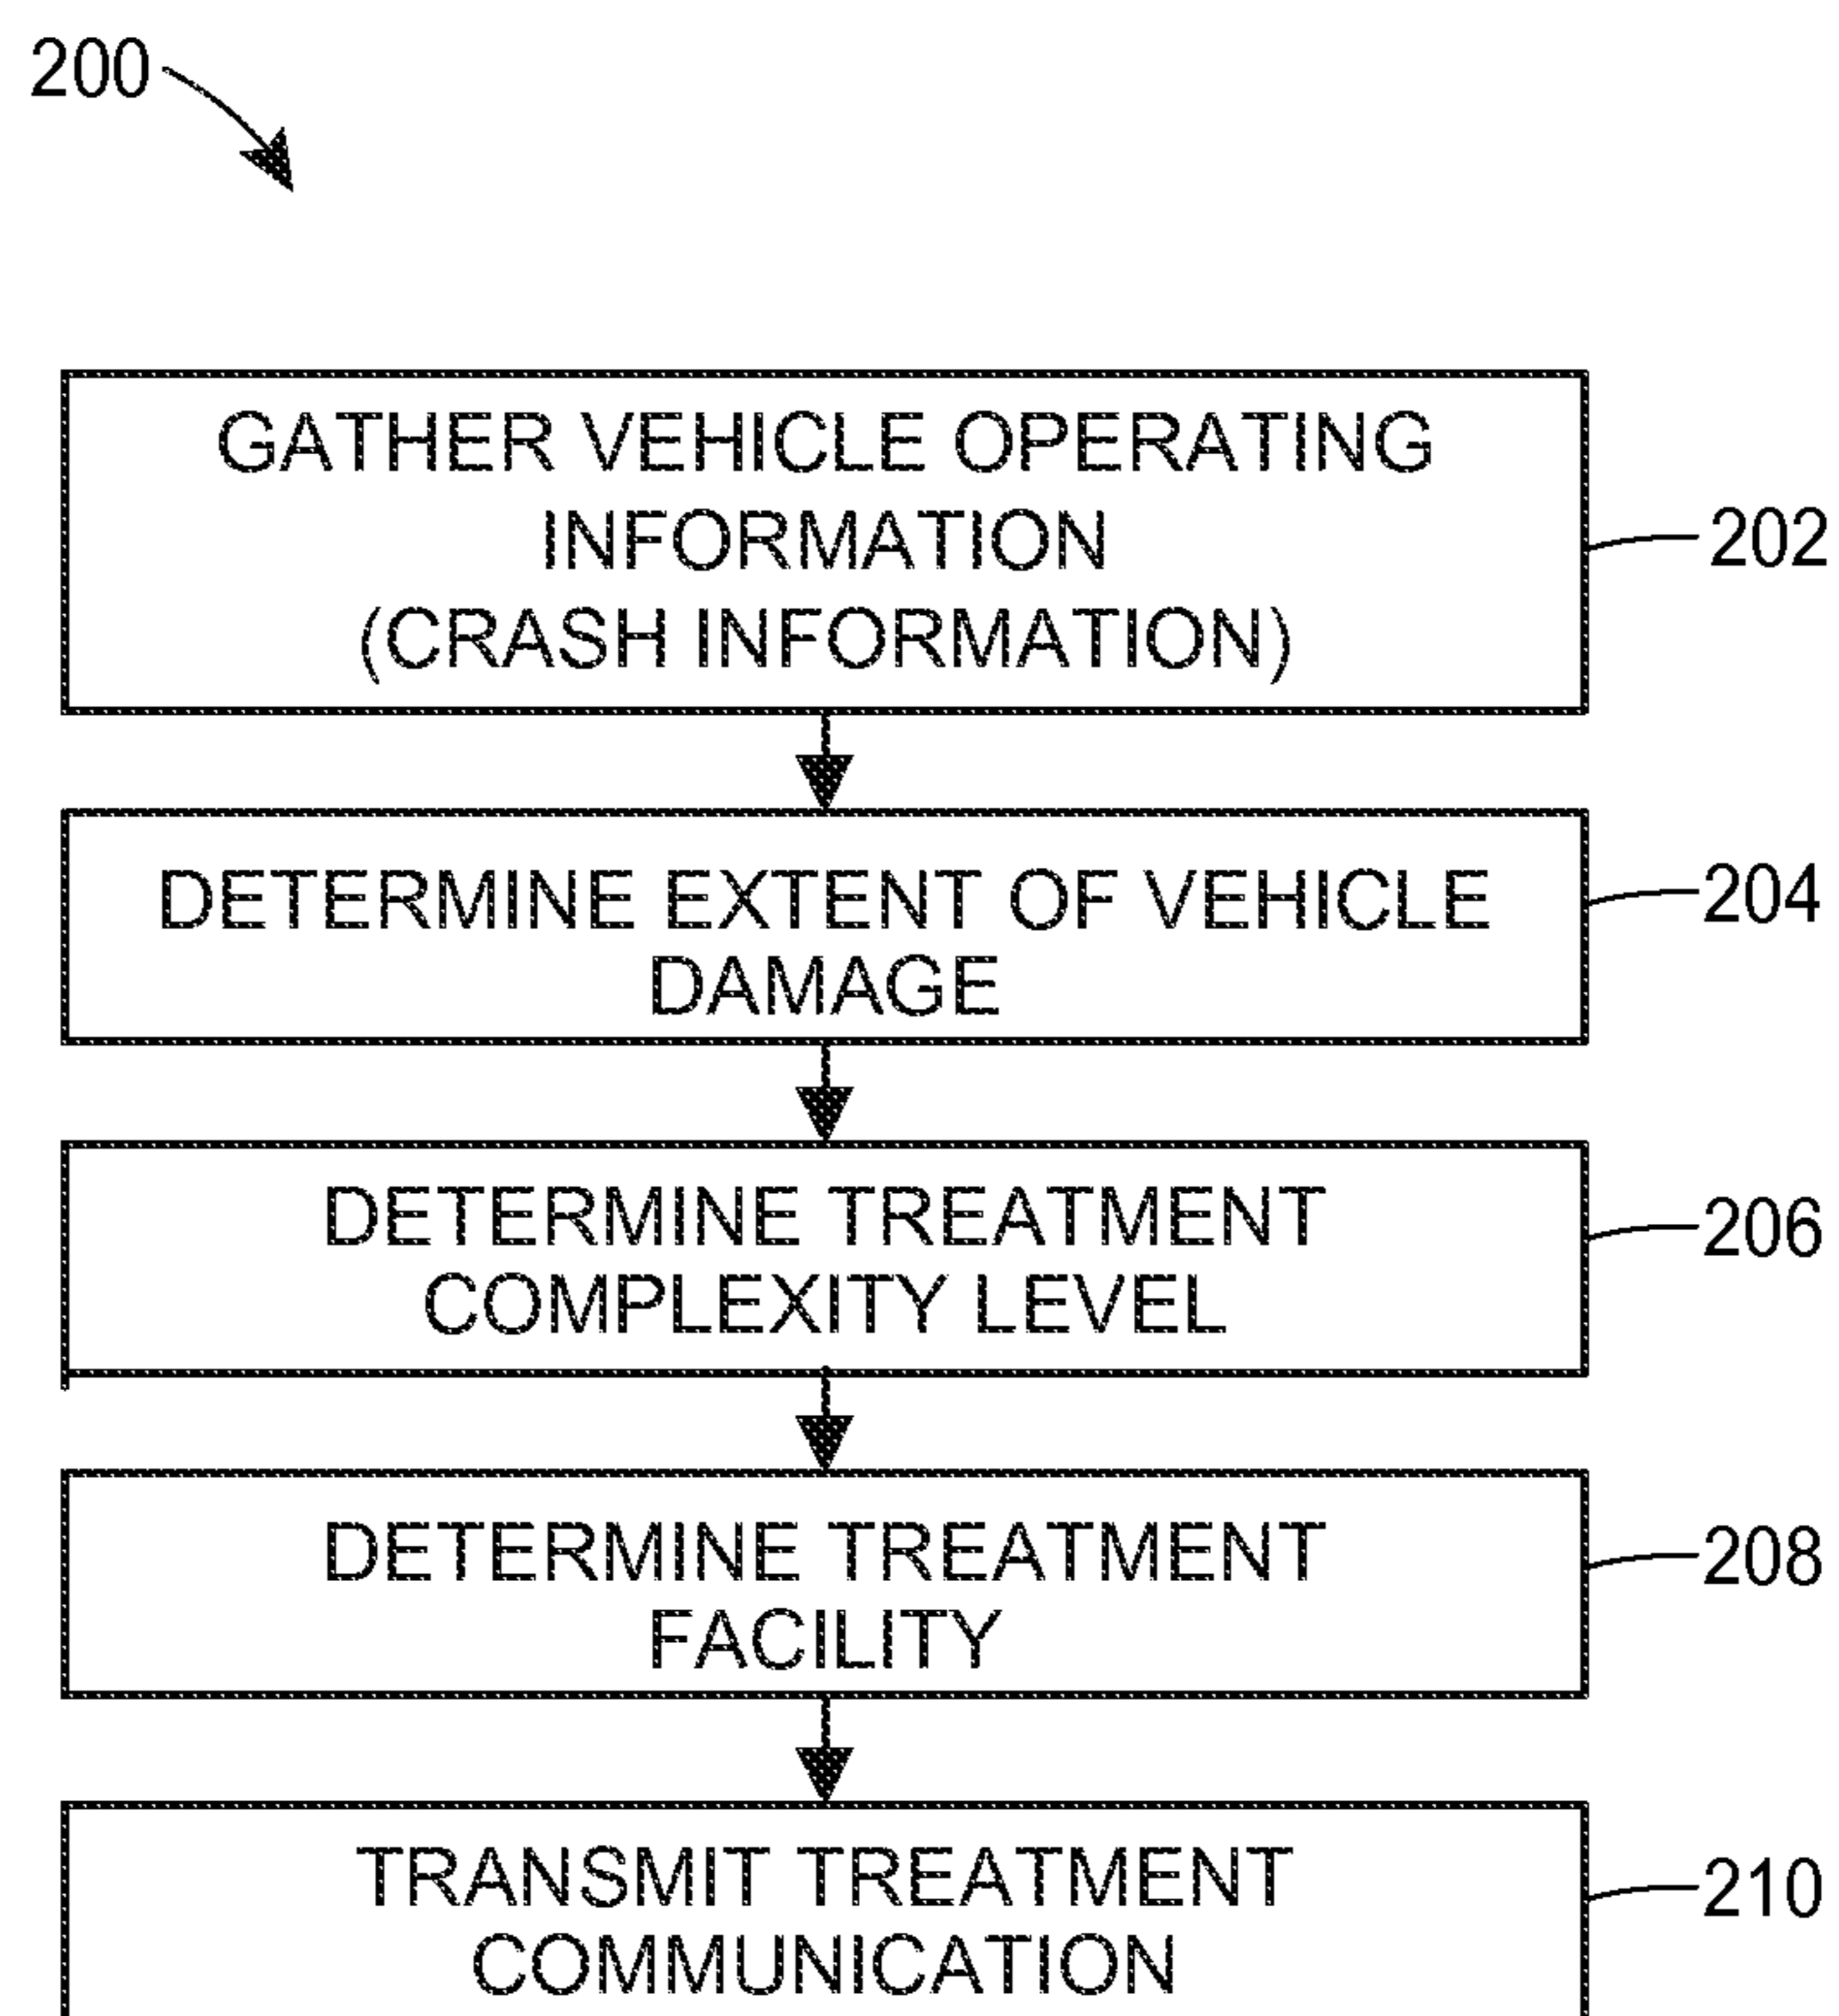 200
GATHER VEHICLE OPERATING
INFORMATION
(CRASH INFORMATION)
202
DETERMINE EXTENT OF VEHICLE
DAMAGE
204
DETERMINE TREATMENT
COMPLEXITY LEVEL
206
DETERMINE TREATMENT
FACILITY
208
TRANSMIT TREATMENT
COMMUNICATION
210